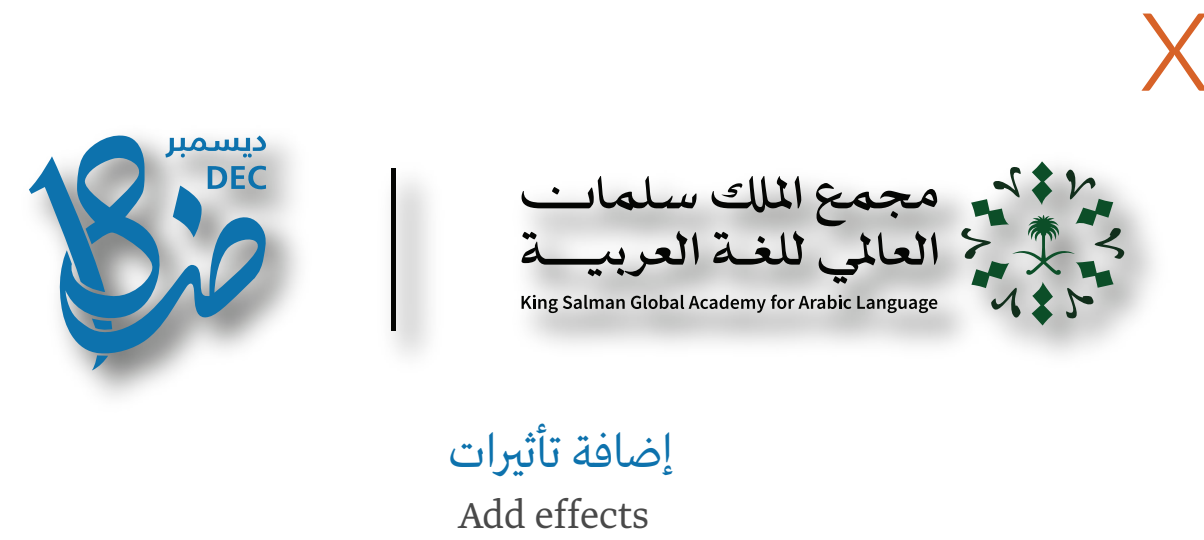 X
ديسمبر
DEC
18
ض
مجمع الملك سلمان
العالمي للغة العربية
King Salman Global Academy for Arabic Language
إضافة تأثيرات
Add effects